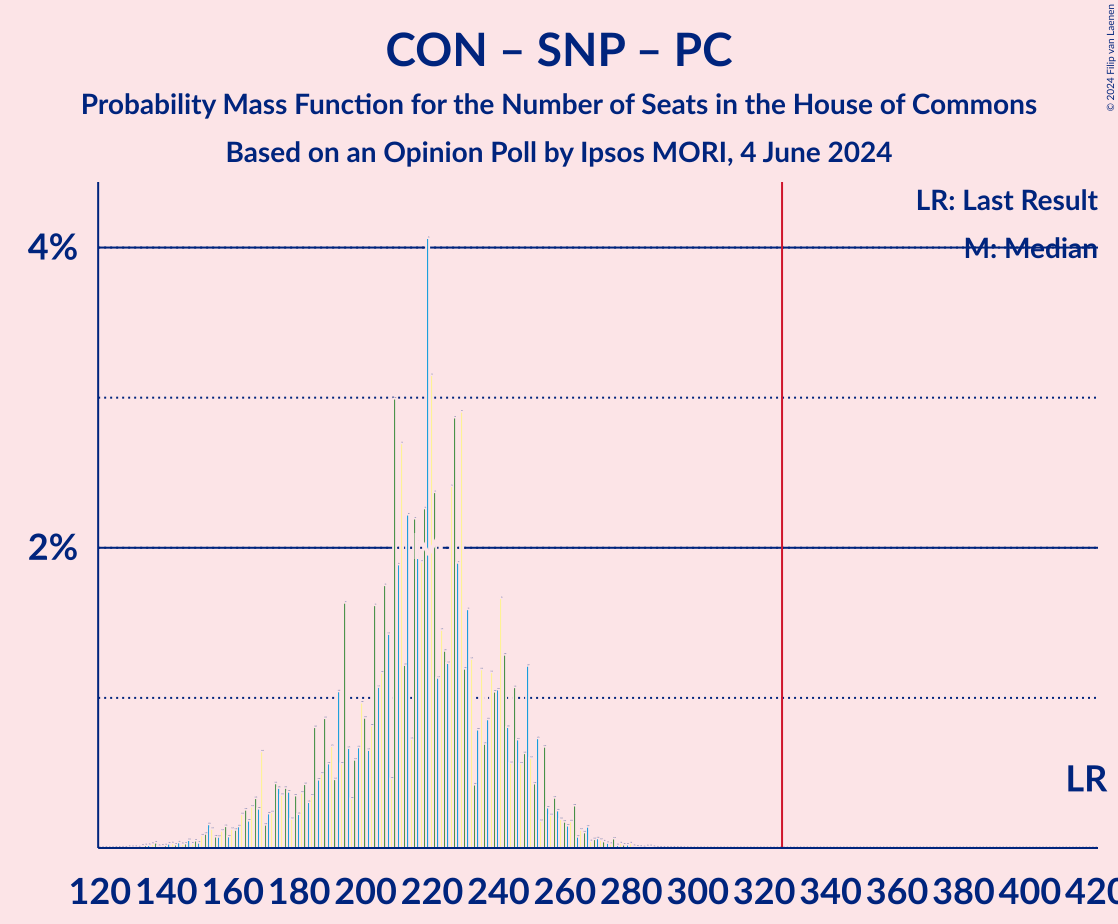 CON – SNP – PC
Probability Mass Function for the Number of Seats in the House of Commons
Based on an Opinion Poll by Ipsos MORI, 4 June 2024
© 2024 Filip van Laenen
LR: Last Result
M: Median
4%
2%
LR
120 140 160 180 200 220 240 260 280 300 320 340 360 380 400 420